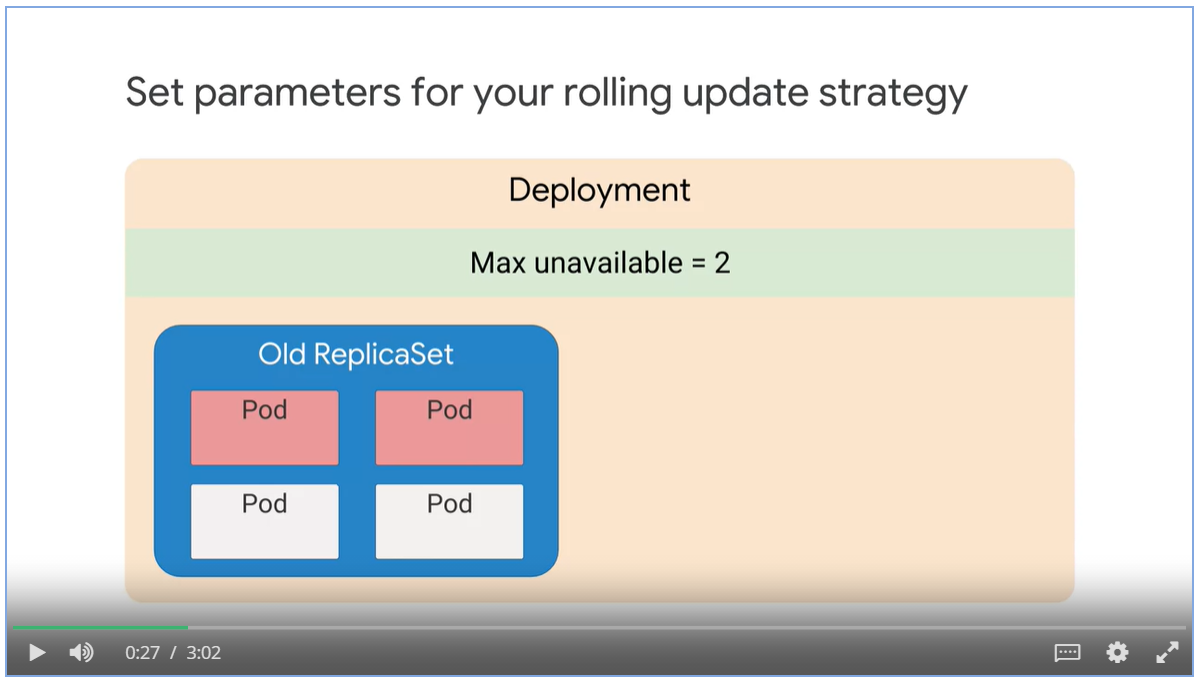 Set parameters for your rolling update strategy
Deployment
Max unavailable = 2
Old ReplicaSet
Pod Pod
Pod Pod
0:27 / 3:02